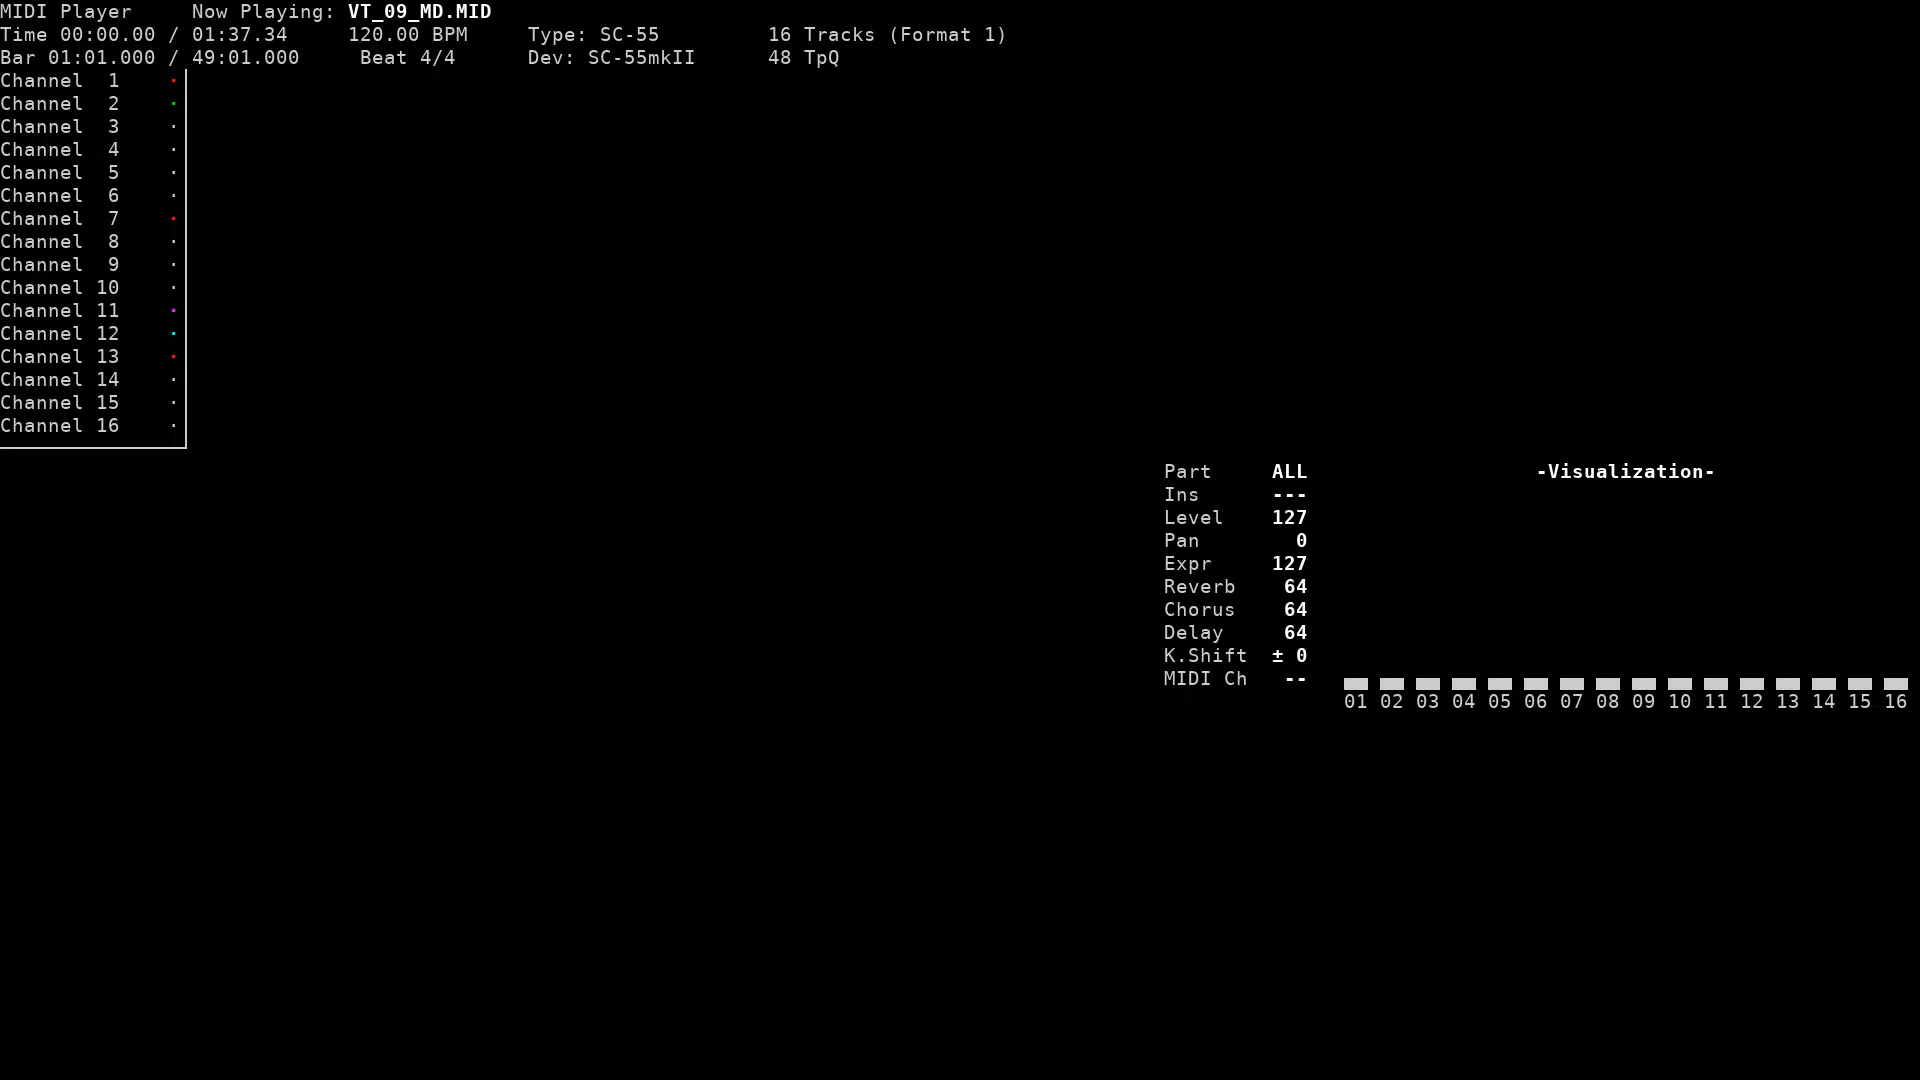 MIDI Player     Now Playing: VT_09_MD.MID
Time 00:00.00 / 01:37.34     120.00 BPM     Type: SC-55     16 Tracks (Format 1)
Bar 01:01.000 / 49:01.000     Beat 4/4     Dev: SC-55mkII     48 TpQ
Channel 1
Channel 2
Channel 3
Channel 4
Channel 5
Channel 6
Channel 7
Channel 8
Channel 9
Channel 10
Channel 11
Channel 12
Channel 13
Channel 14
Channel 15
Channel 16
Part ALL
Ins ---
Level 127
Pan 0
Expr 127
Reverb 64
Chorus 64
Delay 64
K.Shift ± 0
MIDI Ch --
-Visualization-
01 02 03 04 05 06 07 08 09 10 11 12 13 14 15 16